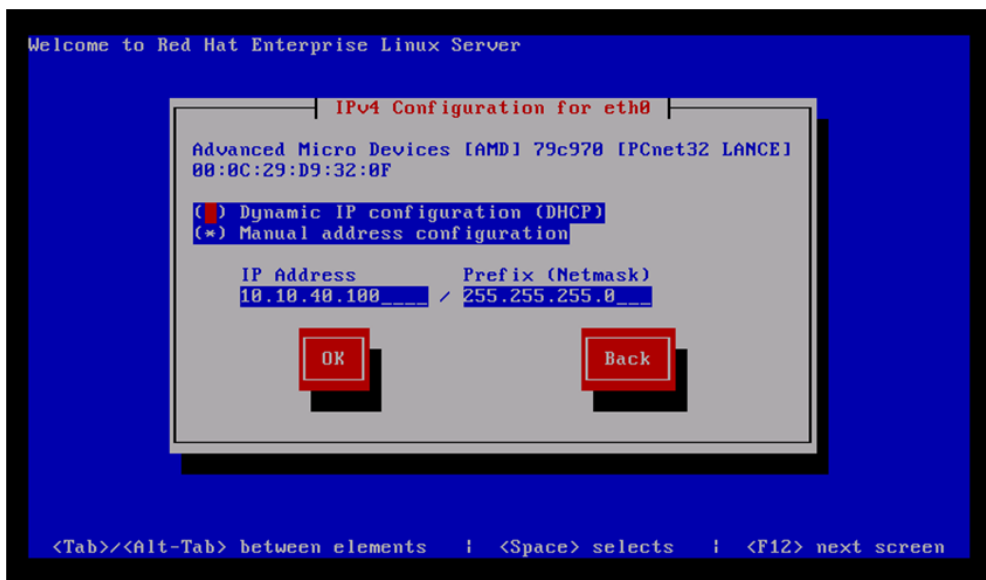 Welcome to Red Hat Enterprise Linux Server
IPv4 Configuration for eth0
Advanced Micro Devices [AMD] 79c970 [PCnet32 LANCE]
00:0C:29:D9:32:0F
( ) Dynamic IP configuration (DHCP)
(*) Manual address configuration
IP Address Prefix (Netmask)
10.10.40.100____ / 255.255.255.0___
OK Back
<Tab>/<Alt-Tab> between elements | <Space> selects | <F12> next screen